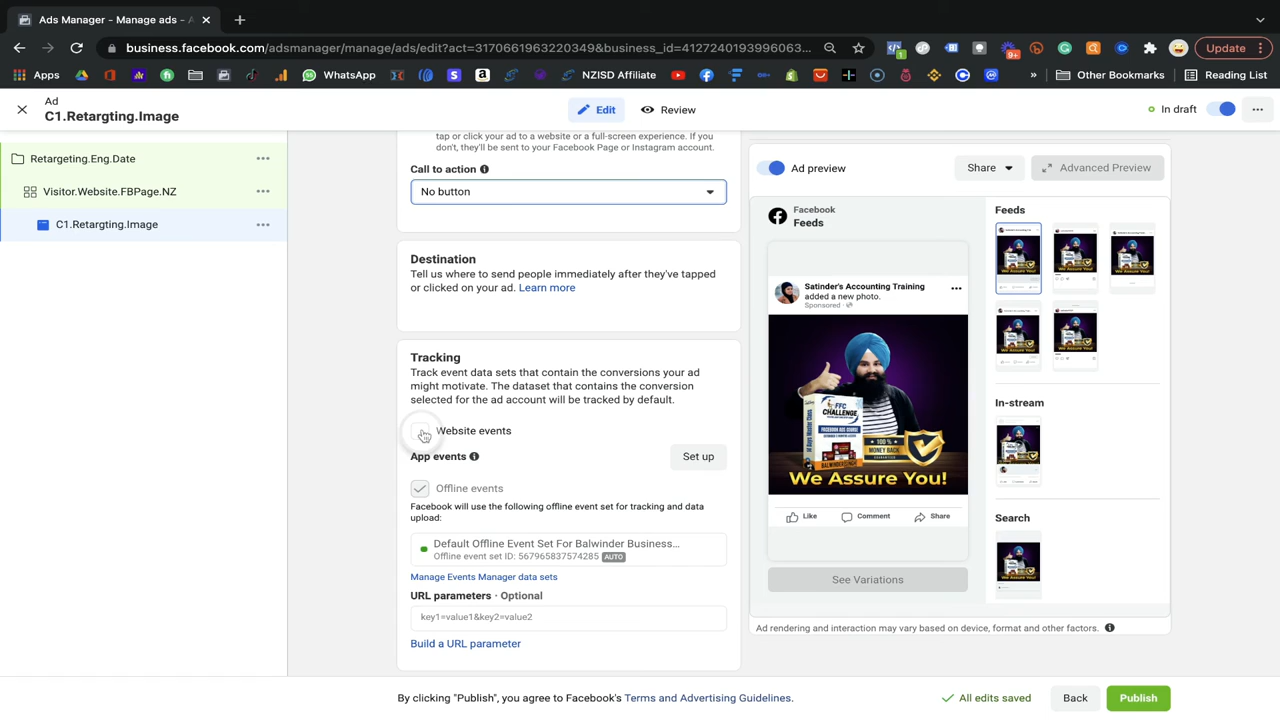 Ads Manager - Manage ads - A
business.facebook.com/adsmanager/manage/ads/edit?act=3170661963220349&business_id=4127240193996063...
Update
Apps
WhatsApp
NZISD Affiliate
»
Other Bookmarks
Reading List
Ad
C1.Retargting.Image
Edit
Review
In draft
Retargeting.Eng.Date
Visitor.Website.FBPage.NZ
C1.Retargting.Image
tap or click your ad to a website or a full-screen experience. If you
don't, they'll be sent to your Facebook Page or Instagram account.
Call to action
No button
Destination
Tell us where to send people immediately after they've tapped
or clicked on your ad. Learn more
Tracking
Track event data sets that contain the conversions your ad
might motivate. The dataset that contains the conversion
selected for the ad account will be tracked by default.
Website events
App events
Set up
Offline events
Facebook will use the following offline event set for tracking and data
upload:
Default Offline Event Set For Balwinder Business...
Offline event set ID: 567965837574285 AUTO
Manage Events Manager data sets
URL parameters · Optional
key1=value1&key2=value2
Build a URL parameter
Ad preview
Share
Advanced Preview
Facebook
Feeds
Satinder's Accounting Training
added a new photo.
Sponsored ·
FFC
CHALLENGE
FACEBOOK ADS COURSE
BALWINDER SINGH
100 %
MONEY BACK
We Assure You!
Like
Comment
Share
See Variations
Feeds
In-stream
Search
Ad rendering and interaction may vary based on device, format and other factors.
By clicking "Publish", you agree to Facebook's Terms and Advertising Guidelines.
All edits saved
Back
Publish